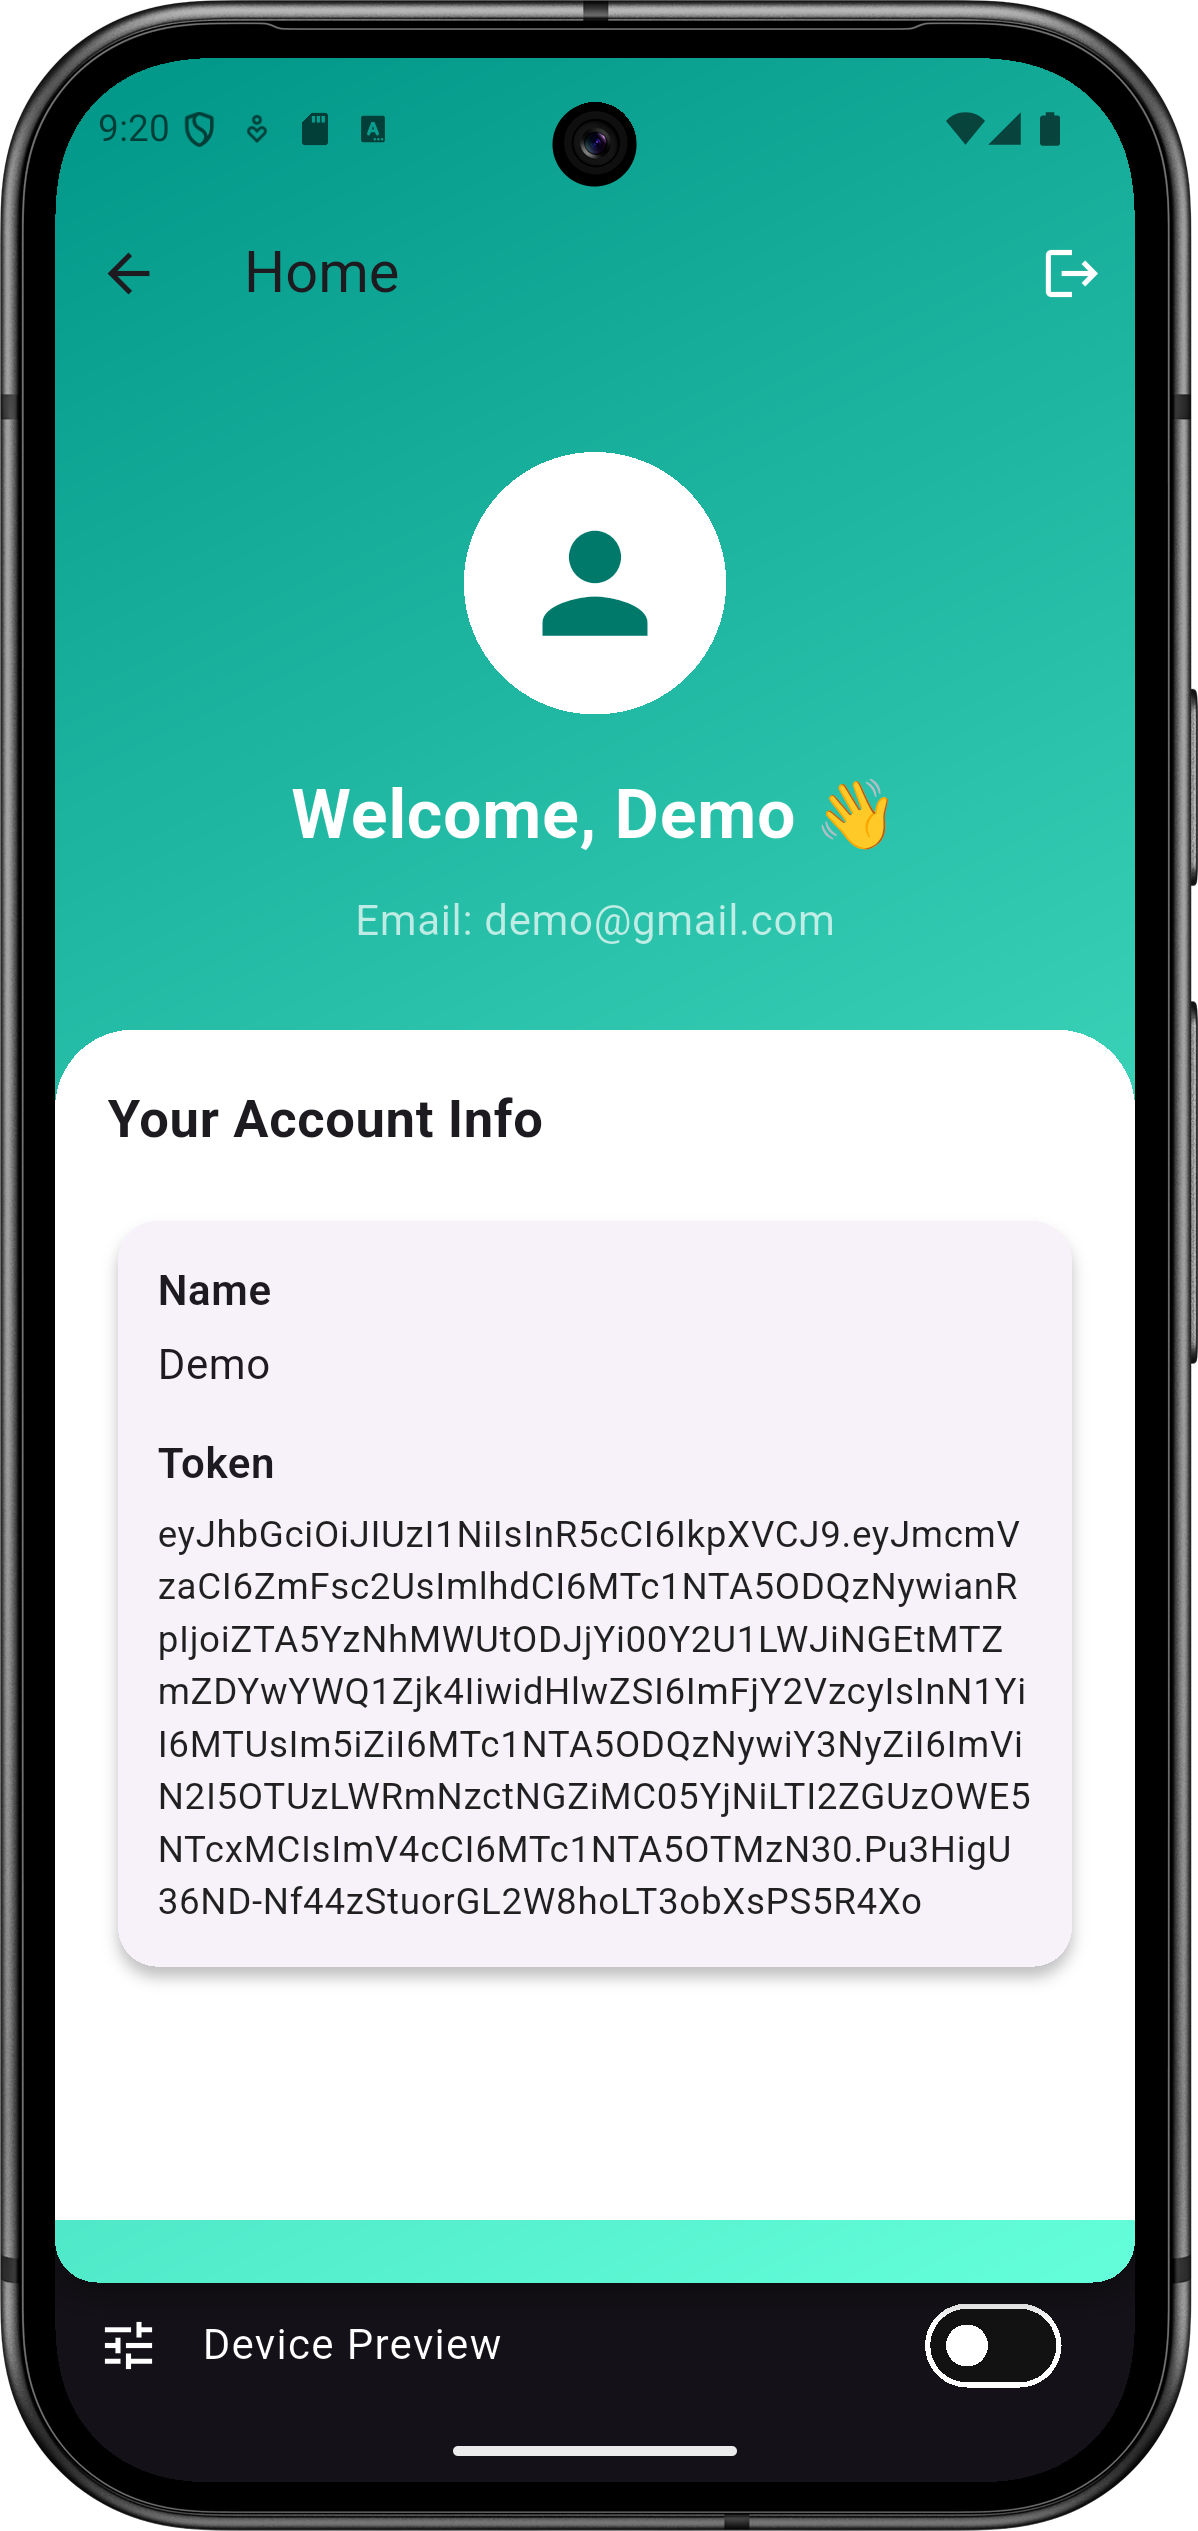 9:20
Home
Welcome, Demo 👋
Email: demo@gmail.com
Your Account Info
Name
Demo
Token
eyJhbGciOiJIUzI1NiIsInR5cCI6IkpXVCJ9.eyJmcmV
zaCI6ZmFsc2UsImlhdCI6MTc1NTA5ODQzNywianR
pIjoiZTA5YzNhMWUtODJjYi00Y2U1LWJiNGEtMTZ
mZDYwYWQ1Zjk4IiwidHlwZSI6ImFjY2VzcyIsInN1Yi
I6MTUsIm5iZiI6MTc1NTA5ODQzNywiY3NyZiI6ImVi
N2I5OTUzLWRmNzctNGZiMC05YjNiLTI2ZGUzOWE5
NTcxMCIsImV4cCI6MTc1NTA5OTMzN30.Pu3HigU
36ND-Nf44zStuorGL2W8hoLT3obXsPS5R4Xo
Device Preview